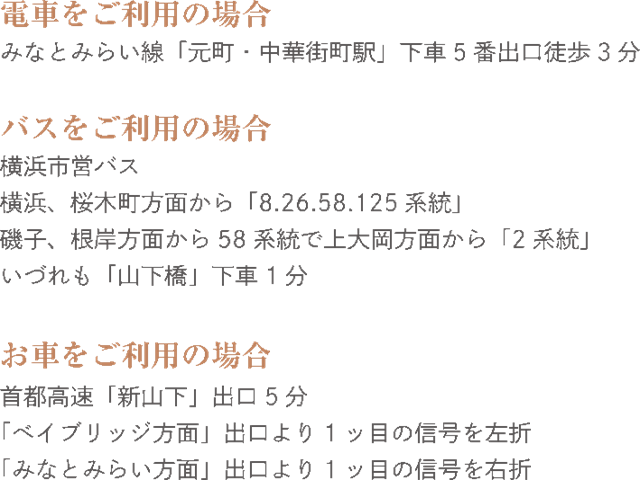 電車をご利用の場合
みなとみらい線「元町・中華街町駅」下車 5 番出口徒歩 3 分
バスをご利用の場合
横浜市営バス
横浜、桜木町方面から「8.26.58.125 系統」
磯子、根岸方面から 58 系統で上大岡方面から「2 系統」
いづれも「山下橋」下車 1 分
お車をご利用の場合
首都高速「新山下」出口 5 分
「ベイブリッジ方面」出口より 1 ッ目の信号を左折
「みなとみらい方面」出口より 1 ッ目の信号を右折